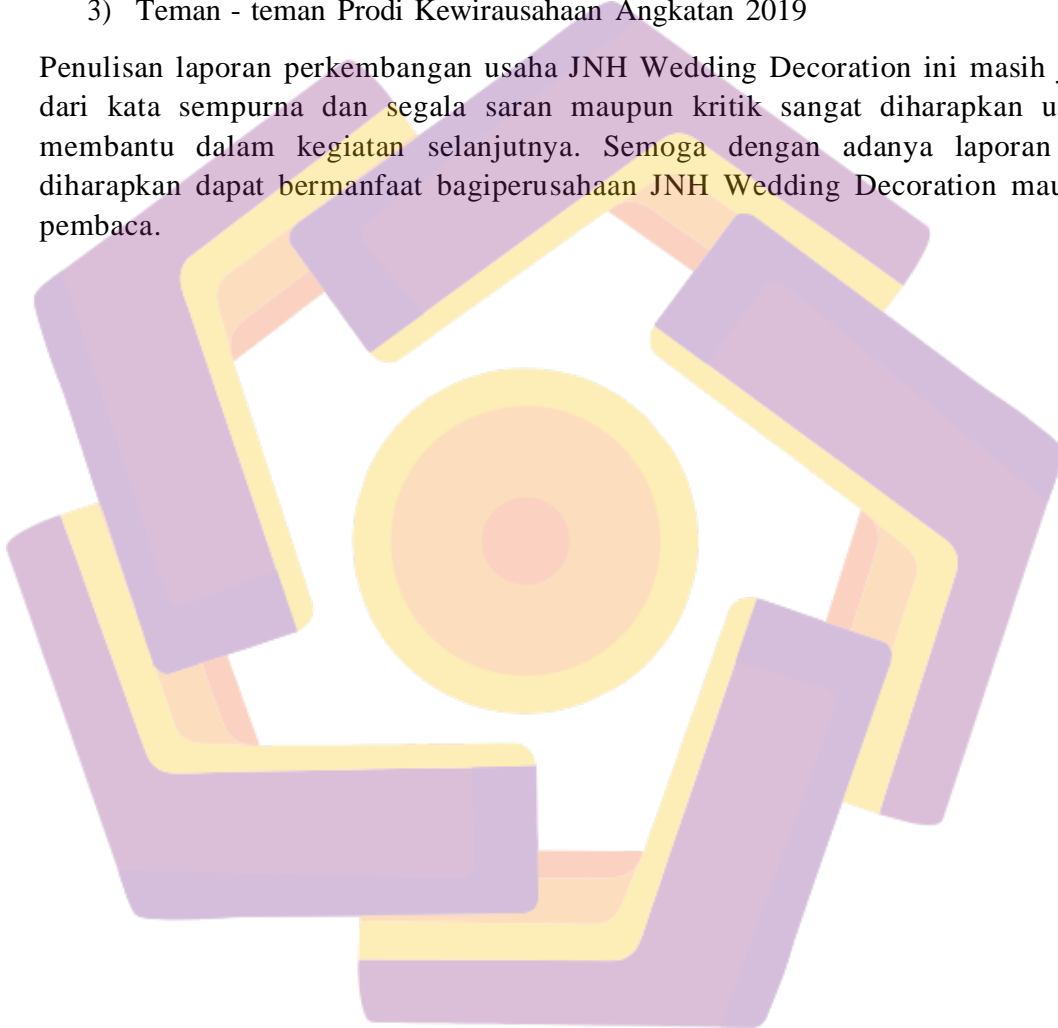 3) Teman - teman Prodi Kewirausahaan Angkatan 2019
Penulisan laporan perkembangan usaha JNH Wedding Decoration ini masih
dari kata sempurna dan segala saran maupun kritik sangat diharapkan
membantu dalam kegiatan selanjutnya. Semoga dengan adanya laporan
diharapkan dapat bermanfaat bagiperusahaan JNH Wedding Decoration
pembaca.